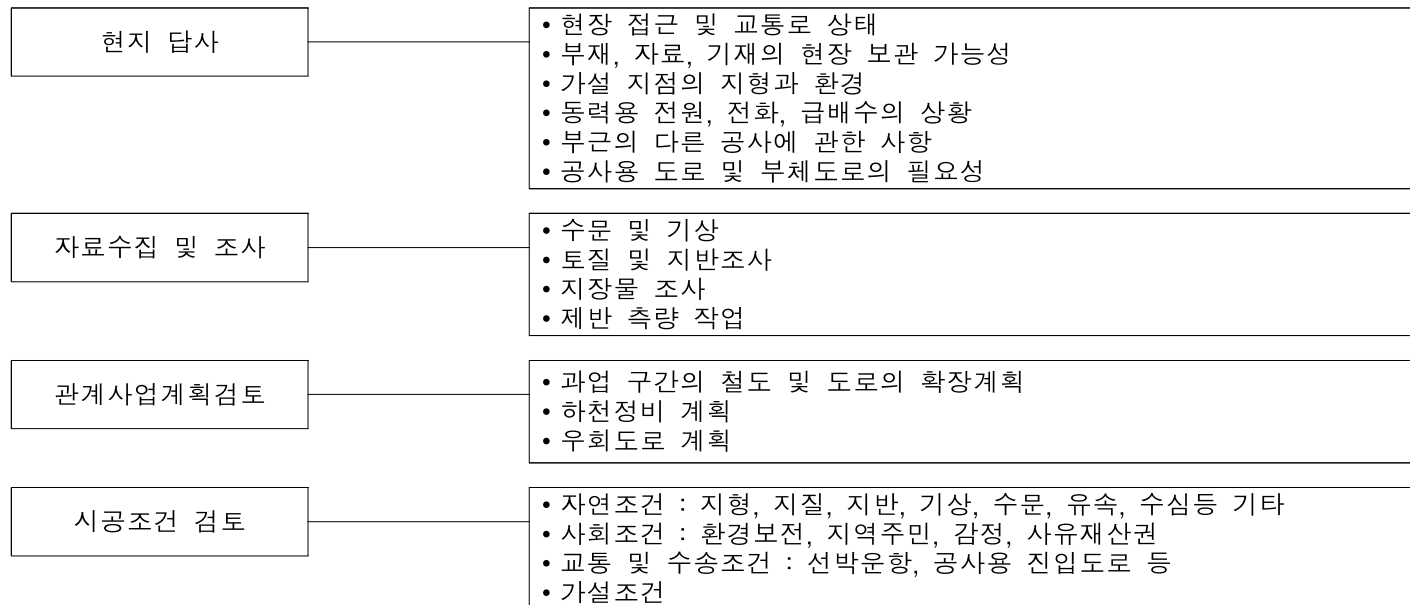 현지 답사
• 현장 접근 및 교통로 상태
• 부재, 자료, 기재의 현장 보관 가능성
• 가설 지점의 지형과 환경
• 동력용 전원, 전화, 급배수의 상황
• 부근의 다른 공사에 관한 사항
• 공사용 도로 및 부체도로의 필요성
자료수집 및 조사
• 수문 및 기상
• 토질 및 지반조사
• 지장물 조사
• 제반 측량 작업
관계사업계획검토
• 과업 구간의 철도 및 도로의 확장계획
• 하천정비 계획
• 우회도로 계획
시공조건 검토
• 자연조건 : 지형, 지질, 지반, 기상, 수문, 유속, 수심등 기타
• 사회조건 : 환경보전, 지역주민, 감정, 사유재산권
• 교통 및 수송조건 : 선박운항, 공사용 진입도로 등
• 가설조건